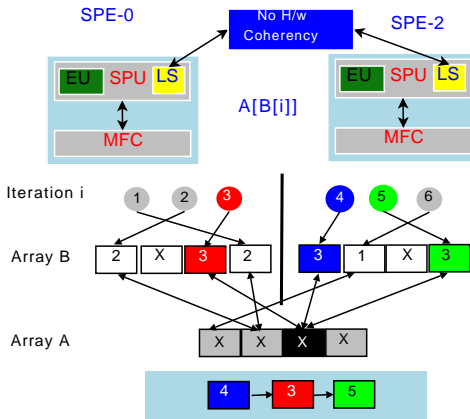 SPE-0
No H/w
Coherency
SPE-2
EU SPU LS
EU SPU LS
A[B[i]]
MFC
MFC
Iteration i
1 2 3 4 5 6
Array B
2 X 3 2 3 1 X 3
Array A
X X X X
4 3 5